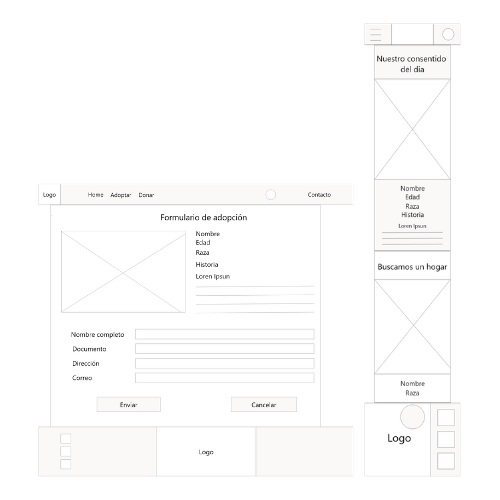 Logo
Home Adoptar Donar
Contacto
Formulario de adopción
Nombre
Edad
Raza
Historia
Loren Ipsun
Nombre completo
Documento
Dirección
Correo
Enviar
Cancelar
Logo
Nuestro consentido
del día
Nombre
Edad
Raza
Historia
Loren Ipsun
Buscamos un hogar
Nombre
Raza
Logo